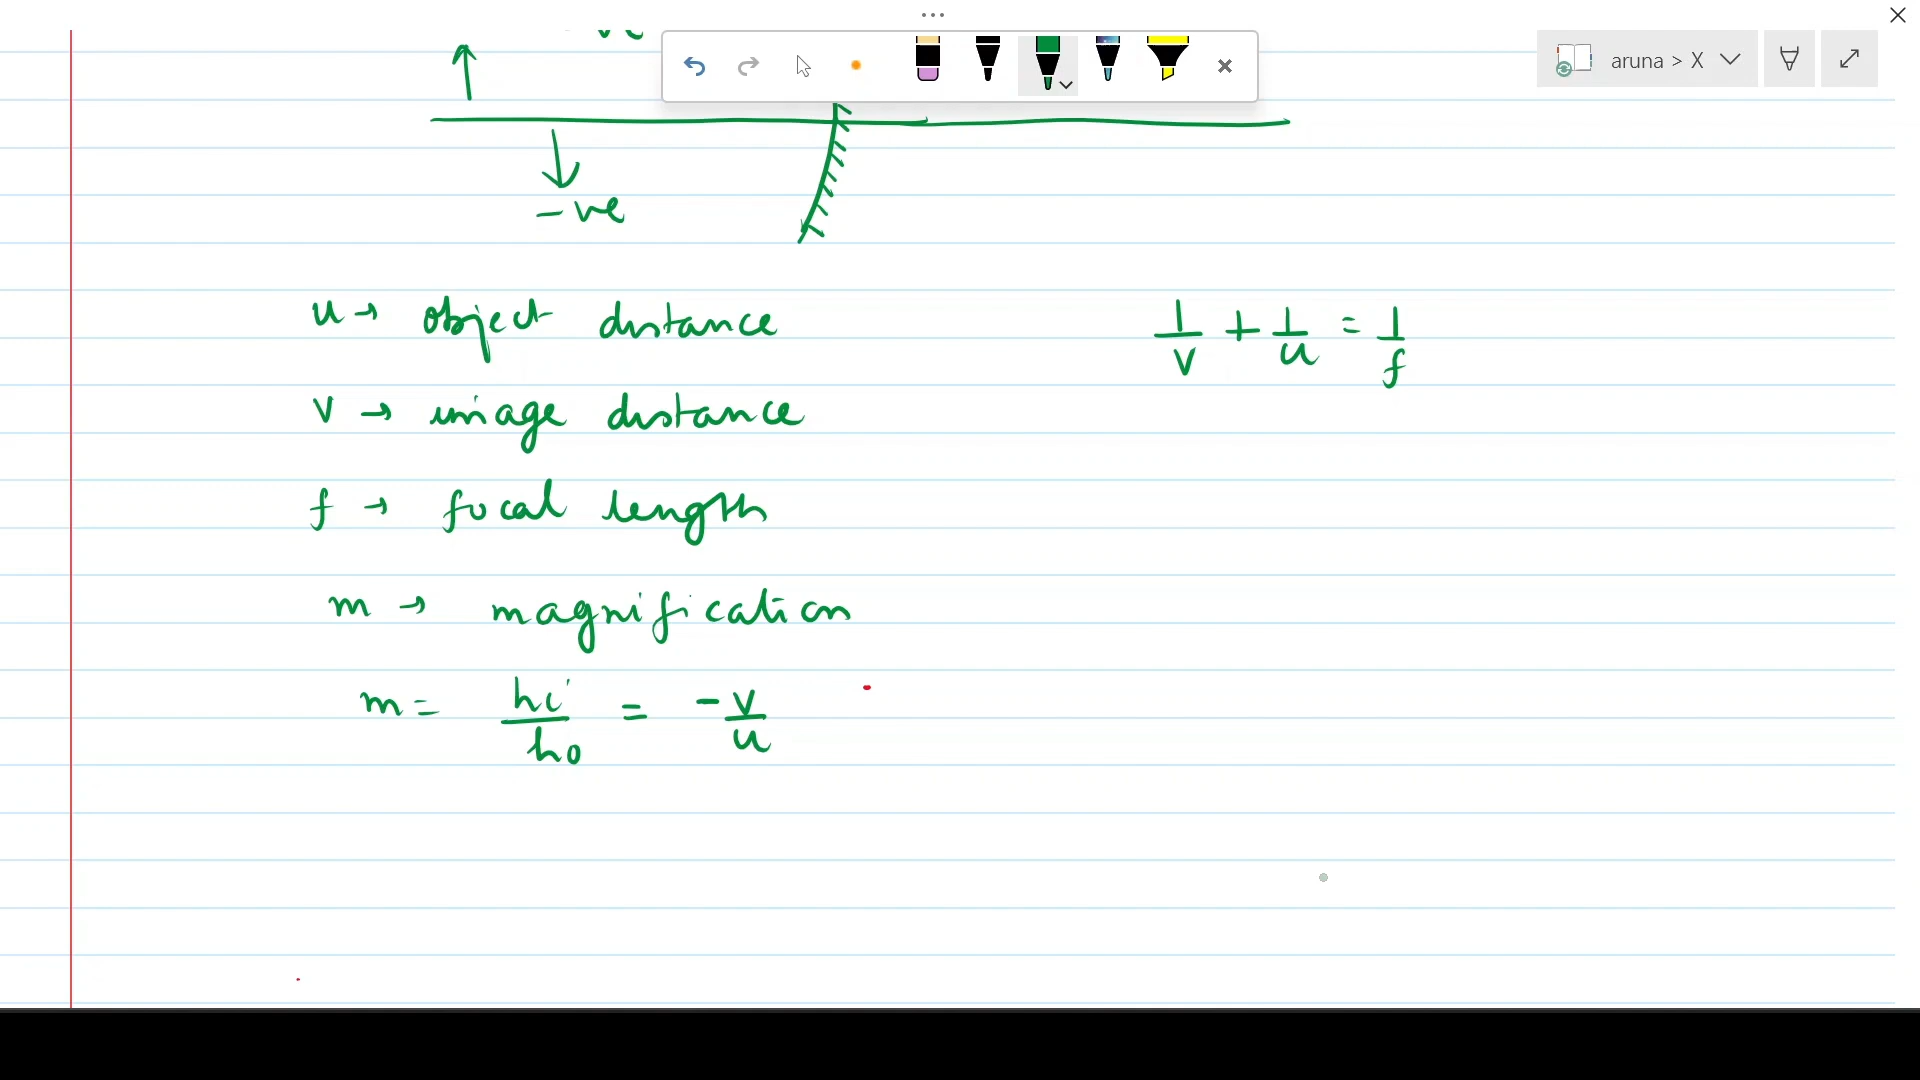 aruna > X
-ve
u → object distance
1/v + 1/u = 1/f
v → image distance
f → focal length
m → magnification
m = hi/ho = -v/u